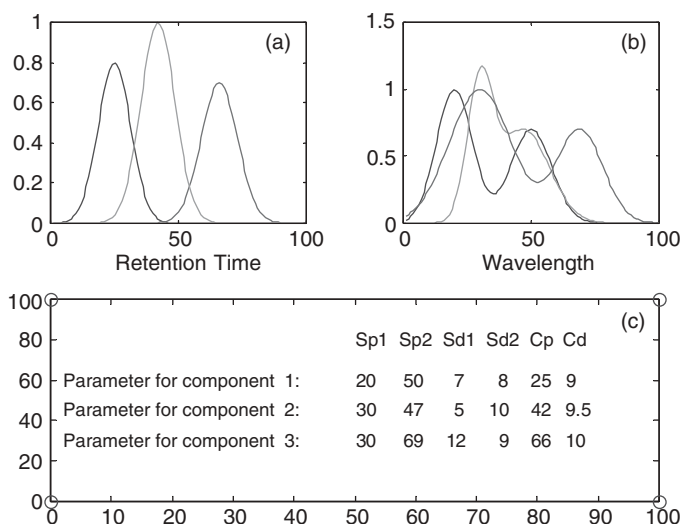 1
0.8
0.6
0.4
0.2
0
0 50 100
Retention Time
(a)
1.5
1
0.5
0
0 50 100
Wavelength
(b)
100
80
60
40
20
0
(c)
Sp1 Sp2 Sd1 Sd2 Cp Cd
Parameter for component 1: 20 50 7 8 25 9
Parameter for component 2: 30 47 5 10 42 9.5
Parameter for component 3: 30 69 12 9 66 10
0 10 20 30 40 50 60 70 80 90 100